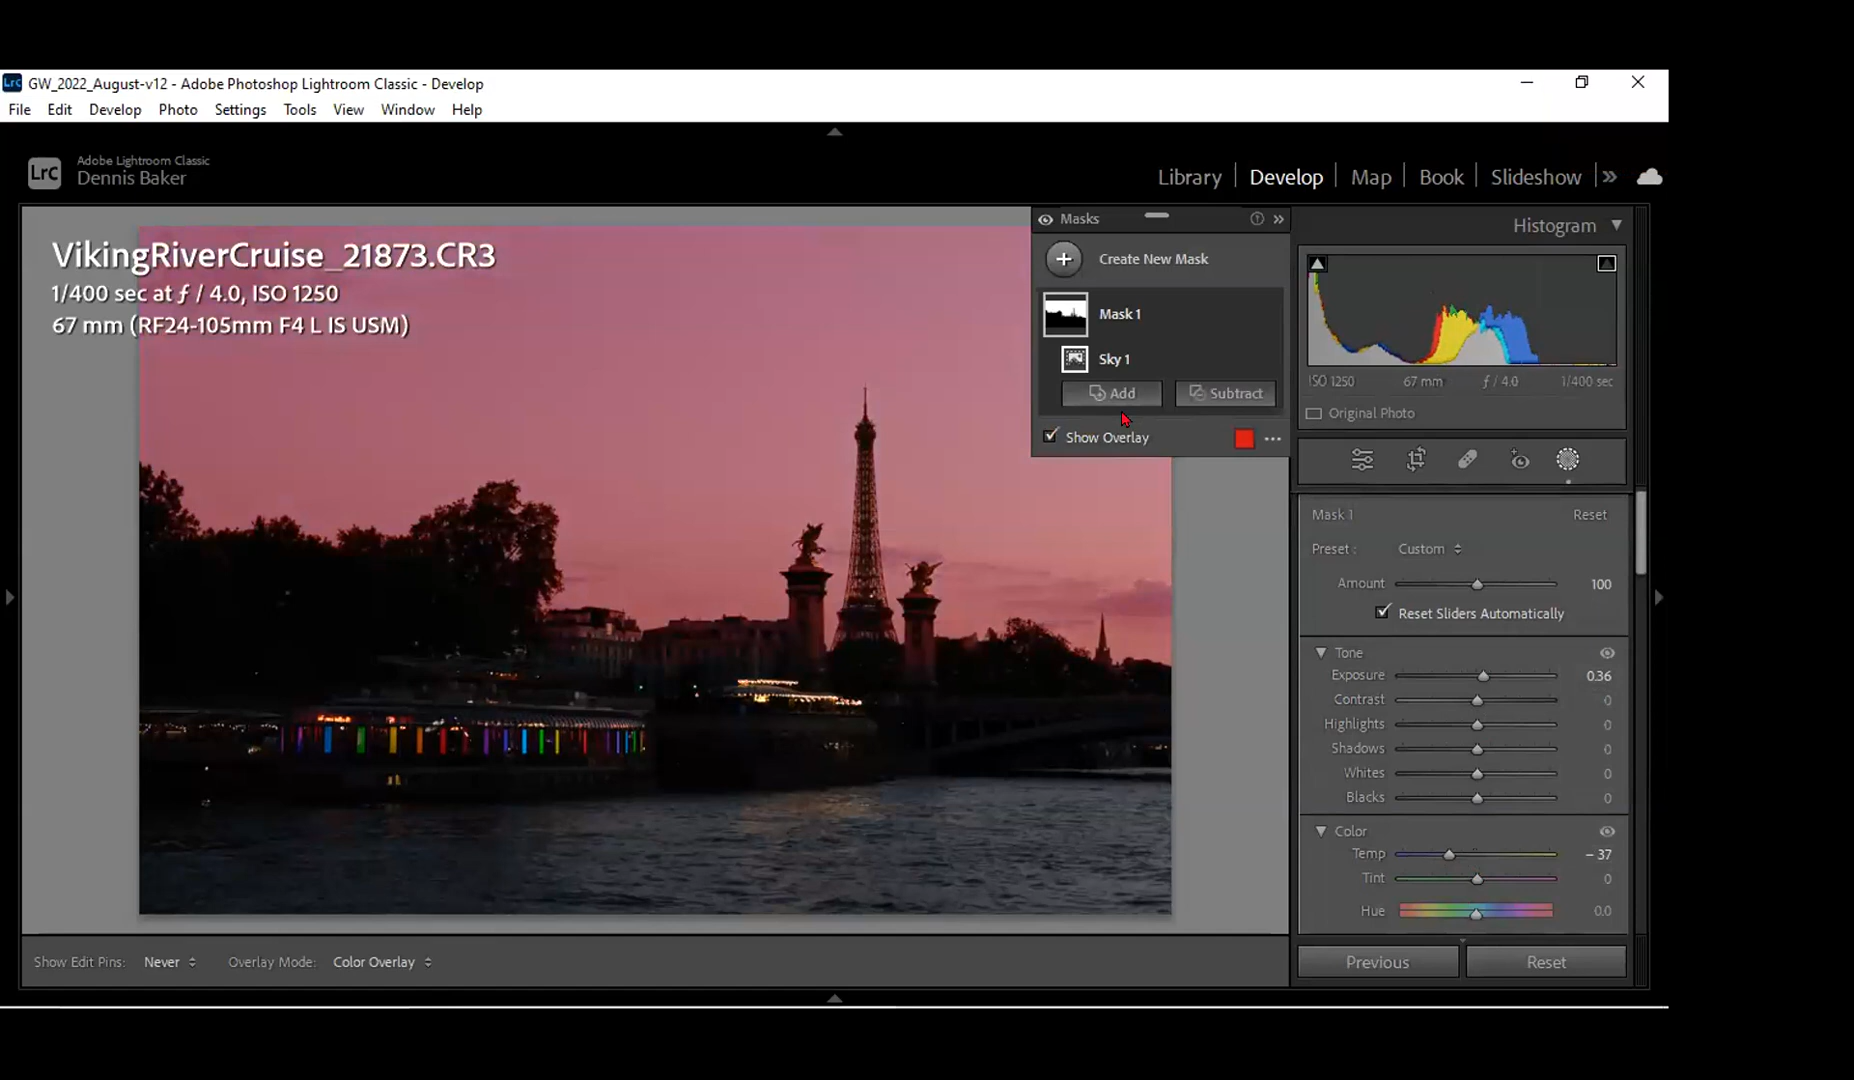 Lrc GW_2022_August-v12 - Adobe Photoshop Lightroom Classic - Develop
File Edit Develop Photo Settings Tools View Window Help
LrC Adobe Lightroom Classic
Dennis Baker
Library Develop Map Book Slideshow »
VikingRiverCruise_21873.CR3
1/400 sec at ƒ / 4.0, ISO 1250
67 mm (RF24-105mm F4 L IS USM)
Masks ? »
Create New Mask
Mask 1
Sky 1
Add Subtract
Show Overlay
Histogram
ISO 1250 67 mm ƒ / 4.0 1/400 sec
Original Photo
Mask 1 Reset
Preset : Custom
Amount 100
Reset Sliders Automatically
Tone
Exposure 0.36
Contrast 0
Highlights 0
Shadows 0
Whites 0
Blacks 0
Color
Temp – 37
Tint 0
Hue 0.0
Show Edit Pins: Never Overlay Mode: Color Overlay
Previous Reset